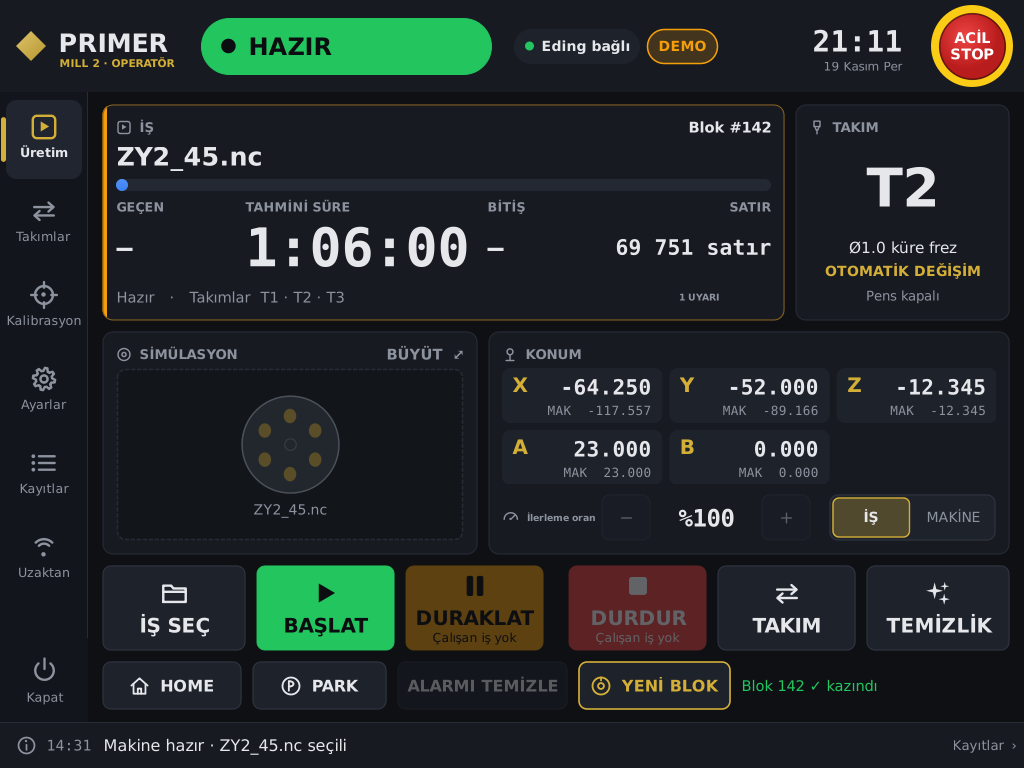 PRIMER
MILL 2 · OPERATÖR
HAZIR
Eding bağlı
DEMO
21:11
19 Kasım Per
ACİL
STOP
Üretim
Takımlar
Kalibrasyon
Ayarlar
Kayıtlar
Uzaktan
Kapat
İŞ
Blok #142
ZY2_45.nc
GEÇEN
TAHMİNİ SÜRE
BİTİŞ
SATIR
—
1:06:00
—
69 751 satır
Hazır · Takımlar T1 · T2 · T3
1 UYARI
TAKIM
T2
Ø1.0 küre frez
OTOMATİK DEĞİŞİM
Pens kapalı
SİMÜLASYON
BÜYÜT ⤢
ZY2_45.nc
KONUM
X -64.250
MAK -117.557
Y -52.000
MAK -89.166
Z -12.345
MAK -12.345
A 23.000
MAK 23.000
B 0.000
MAK 0.000
İlerleme oran
− %100 +
İŞ
MAKİNE
İŞ SEÇ
BAŞLAT
DURAKLAT
Çalışan iş yok
DURDUR
Çalışan iş yok
TAKIM
TEMİZLİK
HOME
PARK
ALARMI TEMİZLE
YENİ BLOK
Blok 142 ✓ kazındı
14:31 Makine hazır · ZY2_45.nc seçili
Kayıtlar ›